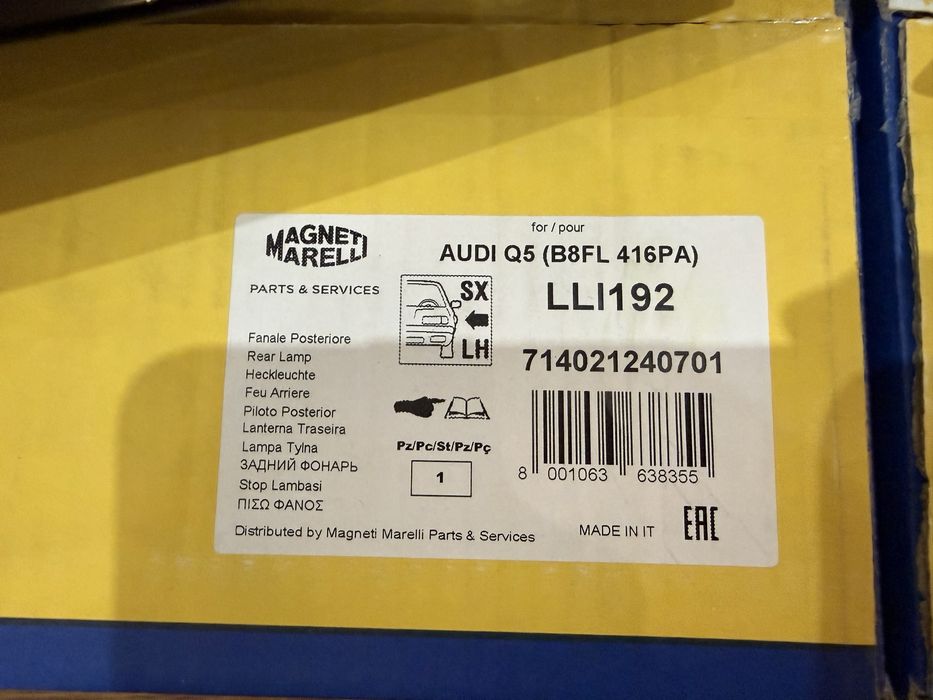 MAGNETI
MARELLI
PARTS & SERVICES
for / pour
AUDI Q5 (B8FL 416PA)
LLI192
SX
LH
714021240701
Fanale Posteriore
Rear Lamp
Heckleuchte
Feu Arriere
Piloto Posterior
Lanterna Traseira
Lampa Tylna
ЗАДНИЙ ФОНАРЬ
Stop Lambasi
ΠΙΣΩ ΦΑΝΟΣ
Pz/Pc/St/Pz/Pç
1
8 001063 638355
Distributed by Magneti Marelli Parts & Services
MADE IN IT
EAC